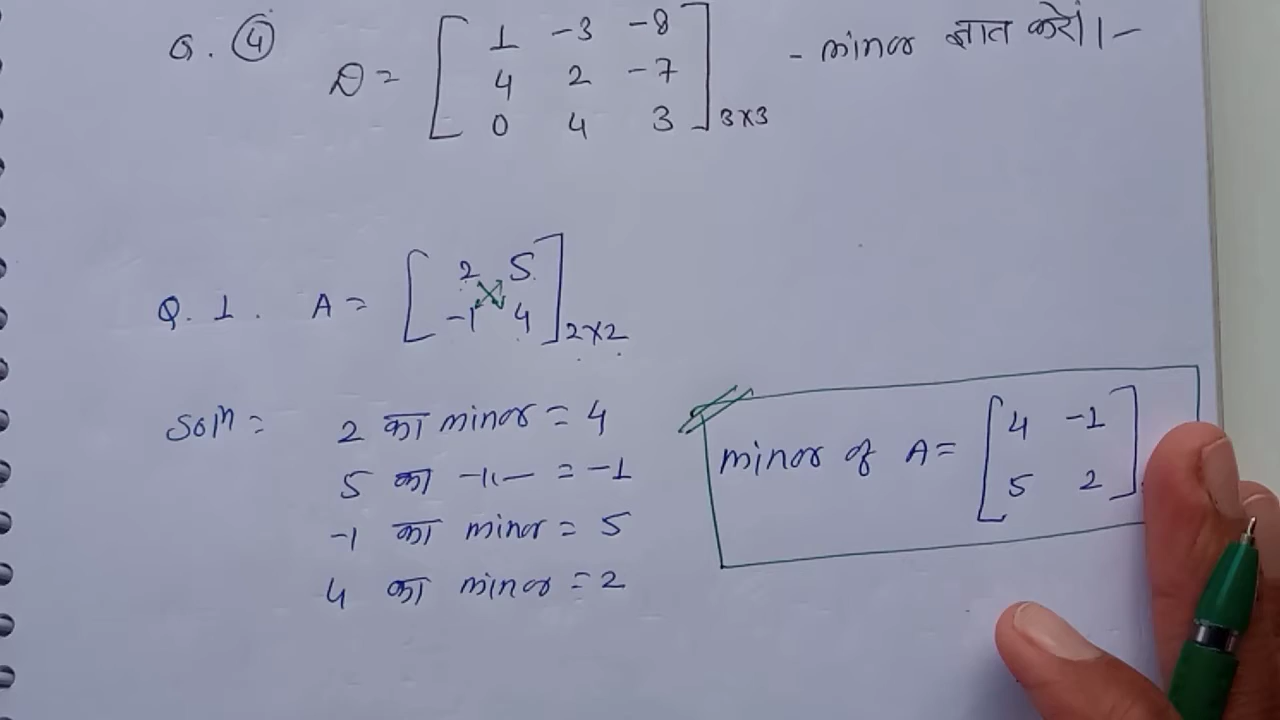 Q. ④ D = [ 1 -3 -8 - minor ज्ञात करें।-
4 2 -7
0 4 3 ] 3x3
Q. 1. A = [ 2 5
-1 4 ] 2x2
Soln = 2 का minor = 4
5 का -11- = -1
-1 का minor = 5
4 का minor = 2
minor of A = [ 4 -1
5 2 ]